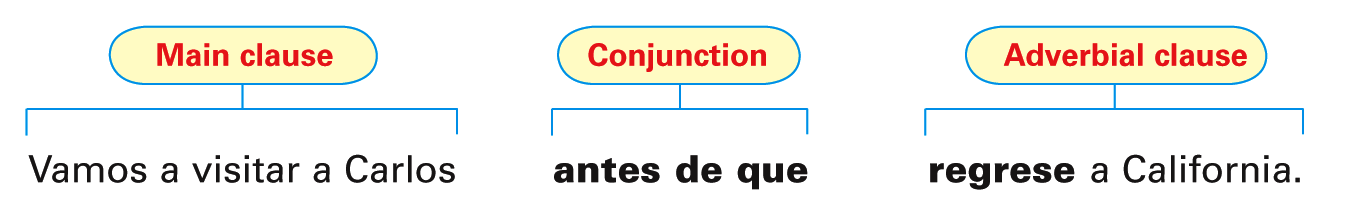 Main clause Conjunction Adverbial clause
Vamos a visitar a Carlos antes de que regrese a California.